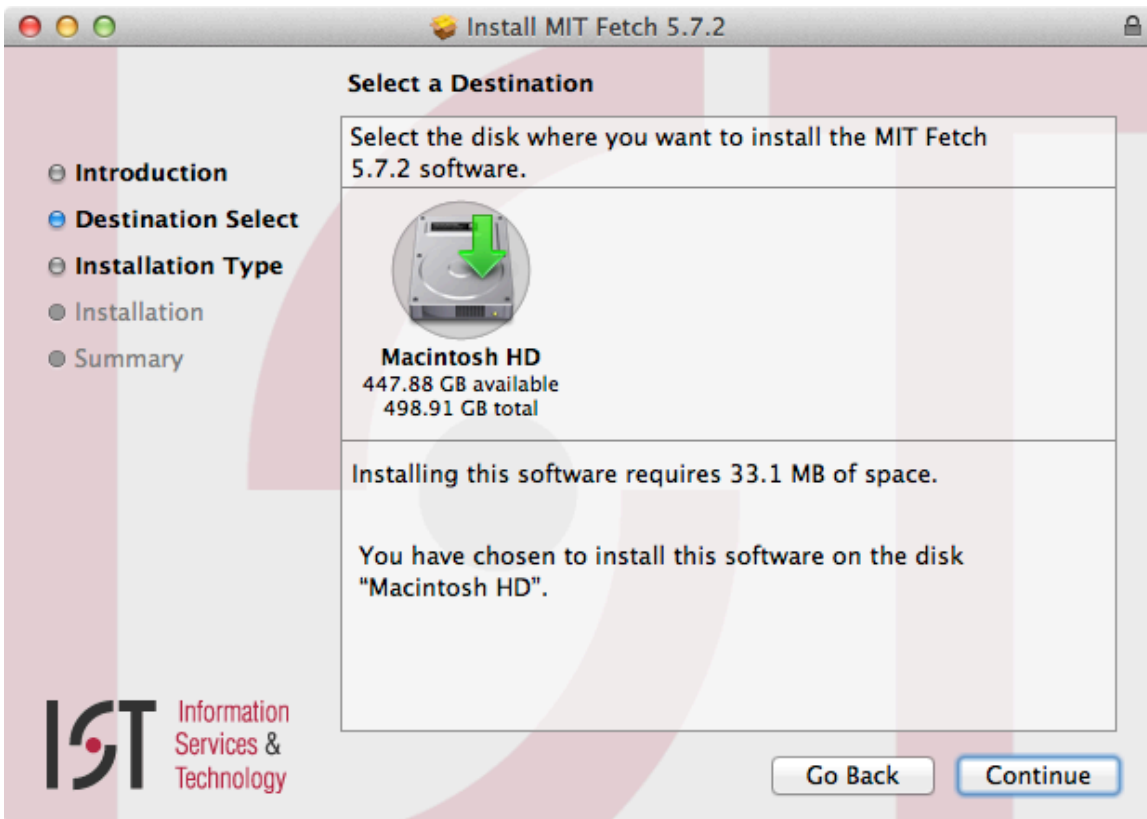 Install MIT Fetch 5.7.2
Select a Destination
Introduction
Destination Select
Installation Type
Installation
Summary
Select the disk where you want to install the MIT Fetch
5.7.2 software.
Macintosh HD
447.88 GB available
498.91 GB total
Installing this software requires 33.1 MB of space.
You have chosen to install this software on the disk
“Macintosh HD”.
IST
Information
Services &
Technology
Go Back
Continue